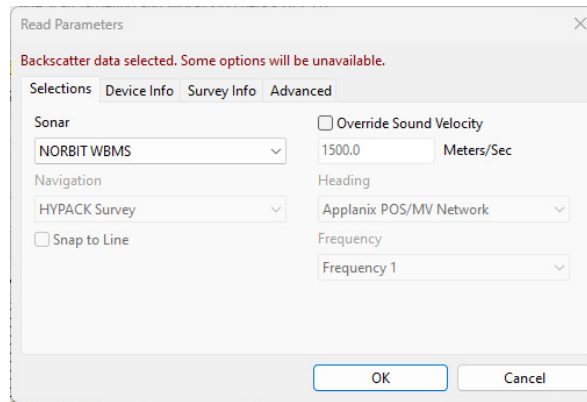 Read Parameters
Backscatter data selected. Some options will be unavailable.
Selections Device Info Survey Info Advanced
Sonar
NORBIT WBMS
Navigation
HYPACK Survey
Snap to Line
Override Sound Velocity
1500.0 Meters/Sec
Heading
Applanix POS/MV Network
Frequency
Frequency 1
OK Cancel